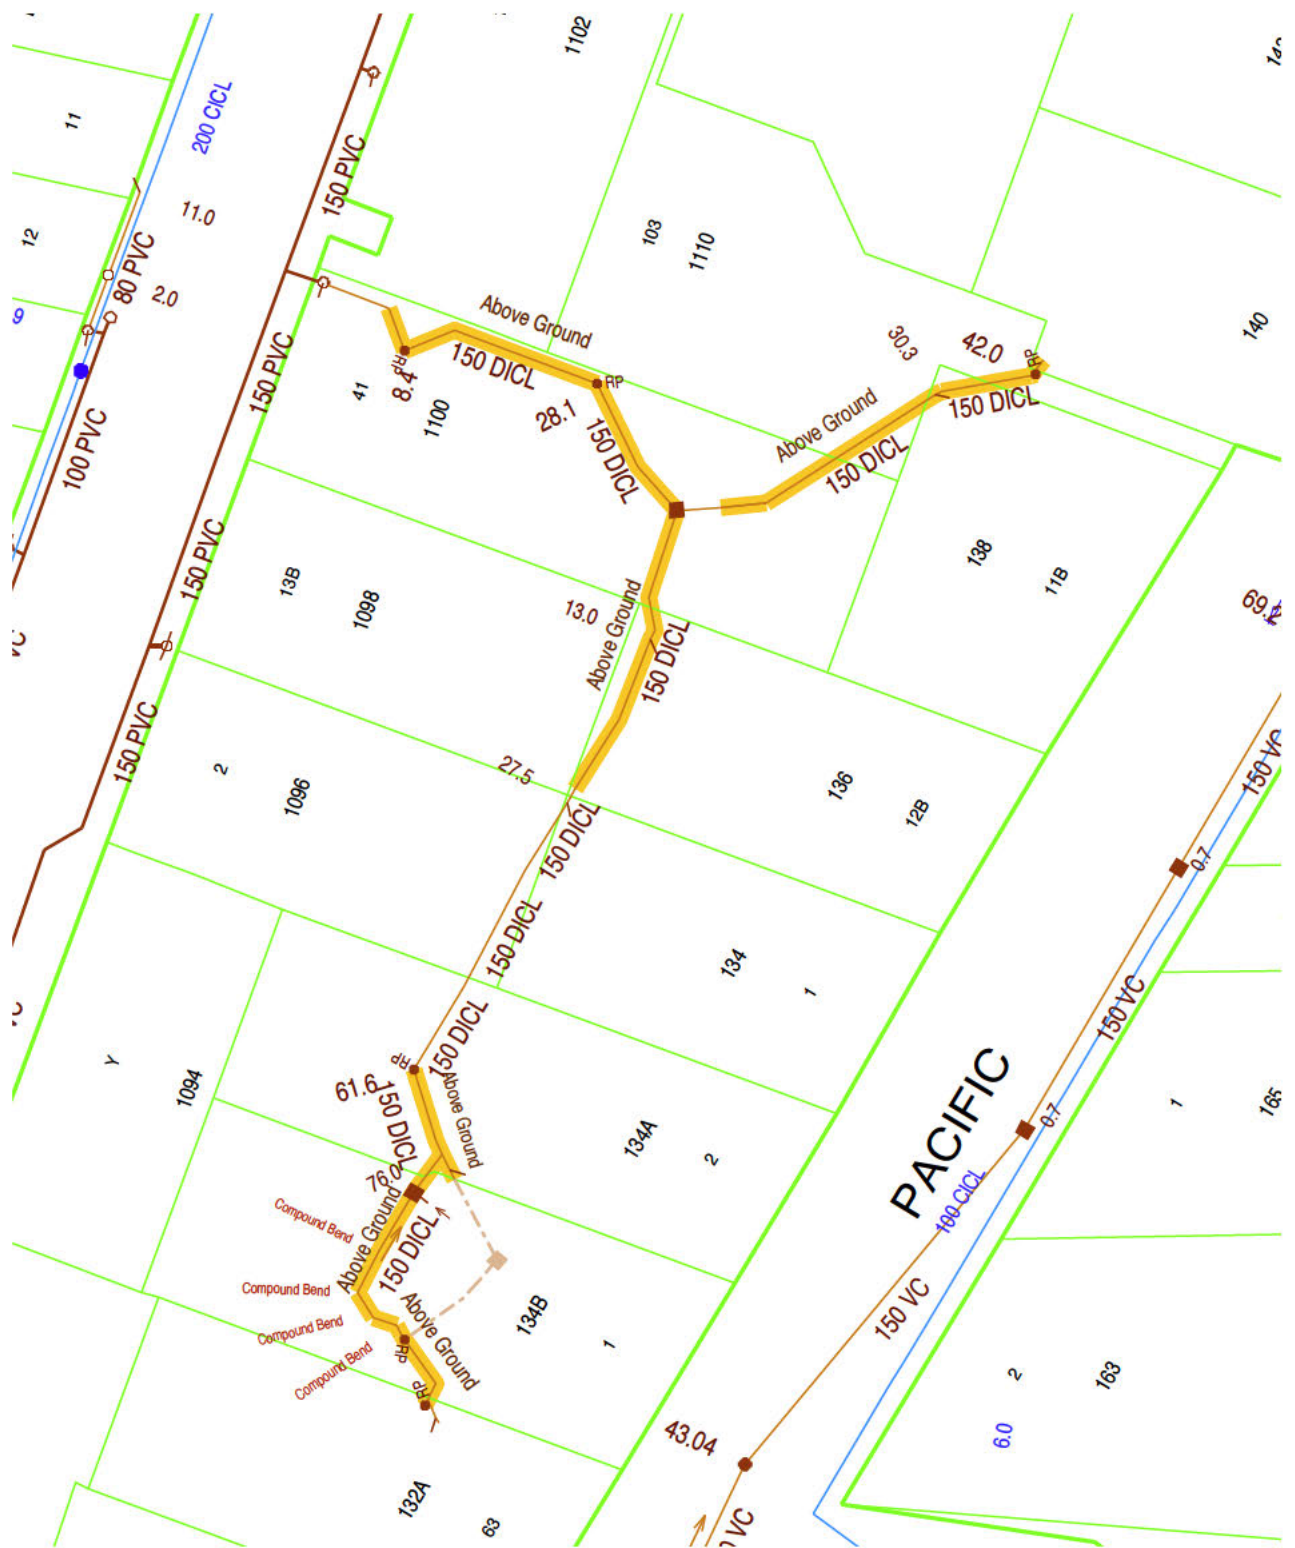 1102
11
200 CICL
150 PVC
11.0
12
80 PVC
2.0
103
1110
Above Ground
150 DICL
RP
8.4
41
1100
RP
28.1
150 DICL
30.3
42.0
RP
140
Above Ground
150 DICL
150 DICL
150 PVC
100 PVC
9
150 PVC
13B
1098
13.0
Above Ground
150 DICL
138
11B
150 PVC
2
1096
27.5
150 DICL
136
12B
150 VC
0.7
150 DICL
134
1
150 VC
150 DICL
RP
61.6
150 DICL
Above Ground
Y
1094
134A
2
PACIFIC
0.7
100 CICL
1
165
76.0
Compound Bend
Above Ground
150 DICL
Compound Bend
Compound Bend
Compound Bend
Above Ground
RP
RP
134B
1
150 VC
2
163
6.0
43.04
132A
63
VC
VC